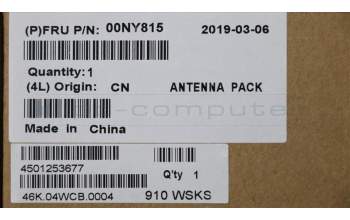 (P)FRU P/N: 00NY815 2019-03-06
Quantity:1
(4L) Origin: CN ANTENNA PACK
-computer
Made in China
4501253677
Q'ty 1
46K.04WCB.0004 910 WSKS